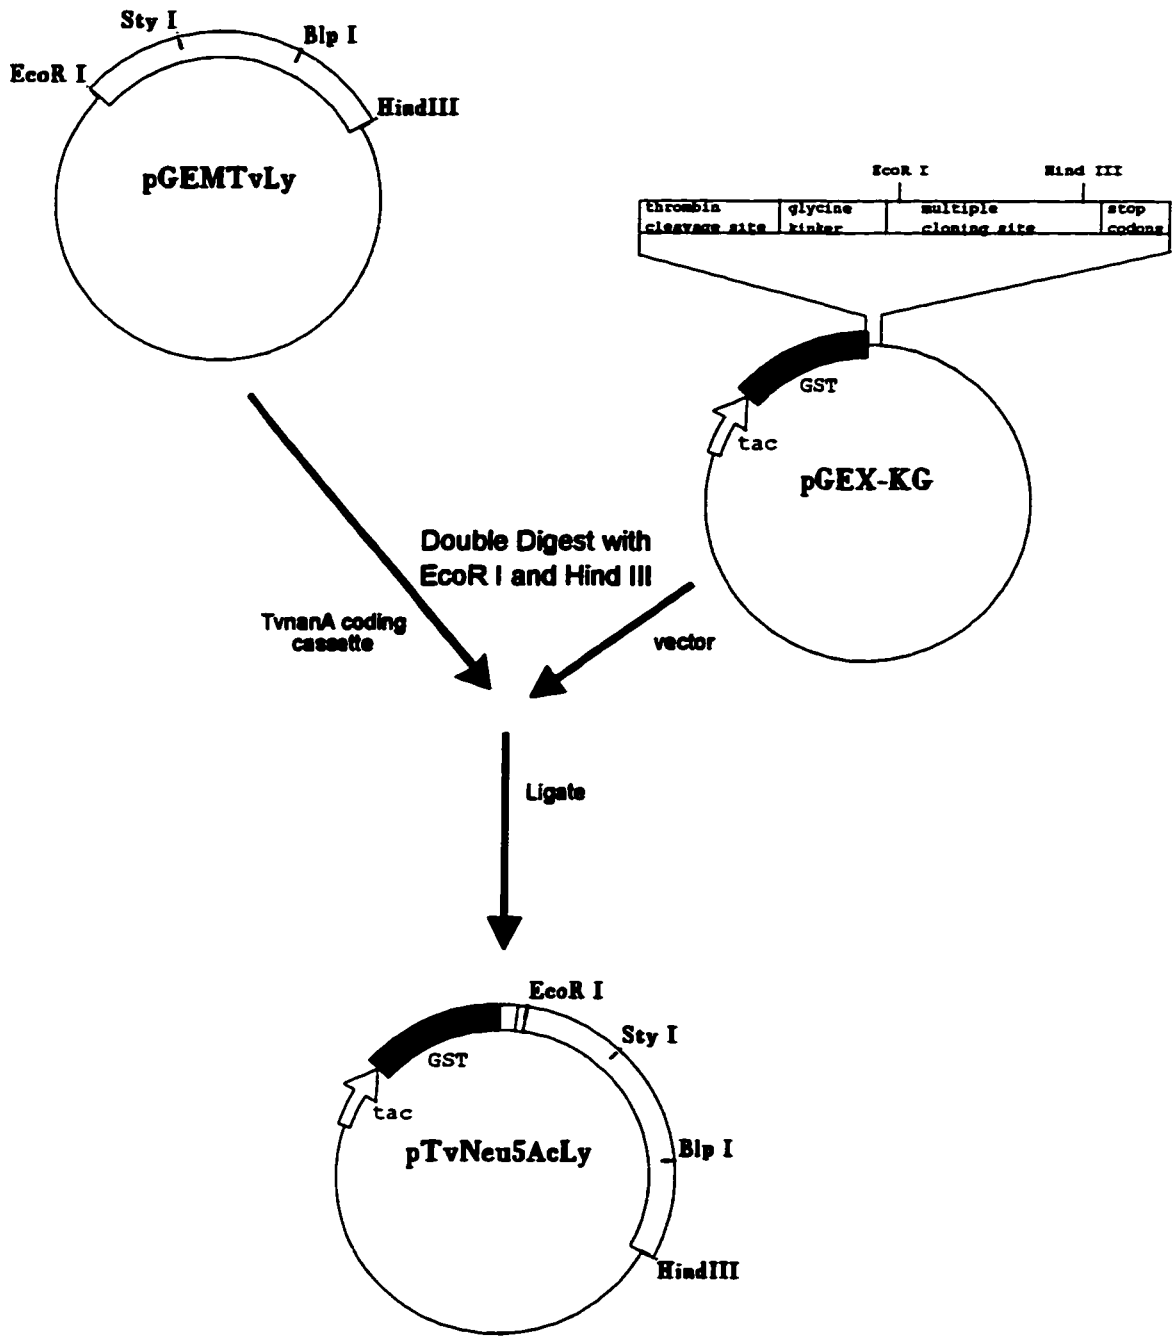 Sty I
Blp I
EcoR I
HindIII
pGEMTvLy
EcoR I
Hind III
thrombin
cleavage site
glycine
kinker
multiple
cloning site
stop
codons
GST
tac
pGEX-KG
Double Digest with
EcoR I and Hind III
TvnanA coding
cassette
vector
Ligate
EcoR I
Sty I
GST
tac
pTvNeu5AcLy
Blp I
HindIII